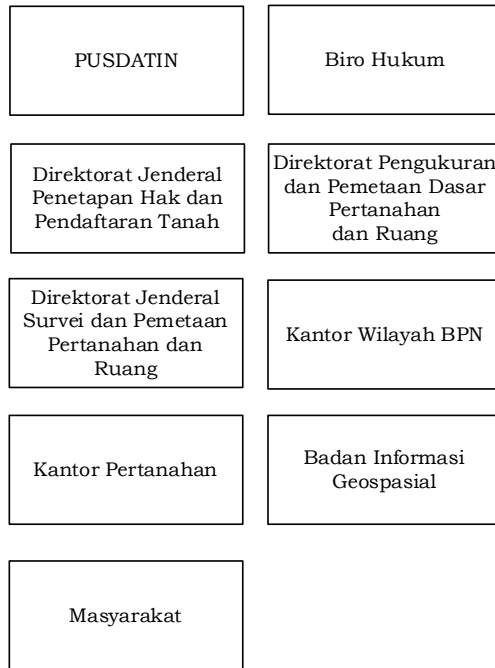 PUSDATIN
Biro Hukum
Direktorat Jenderal
Penetapan Hak dan
Pendaftaran Tanah
Direktorat Pengukuran
dan Pemetaan Dasar
Pertanahan
dan Ruang
Direktorat Jenderal
Survei dan Pemetaan
Pertanahan dan
Ruang
Kantor Wilayah BPN
Kantor Pertanahan
Badan Informasi
Geospasial
Masyarakat